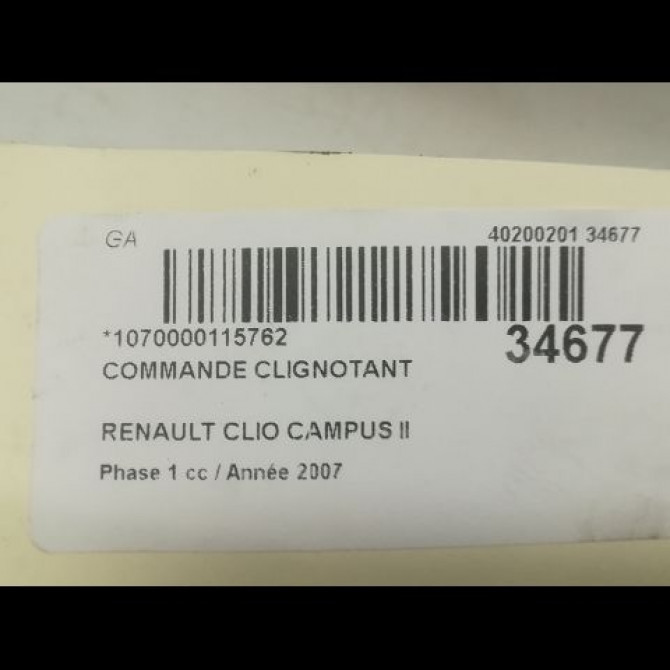 GA
40200201 34677
*1070000115762
34677
COMMANDE CLIGNOTANT
RENAULT CLIO CAMPUS II
Phase 1 cc / Année 2007